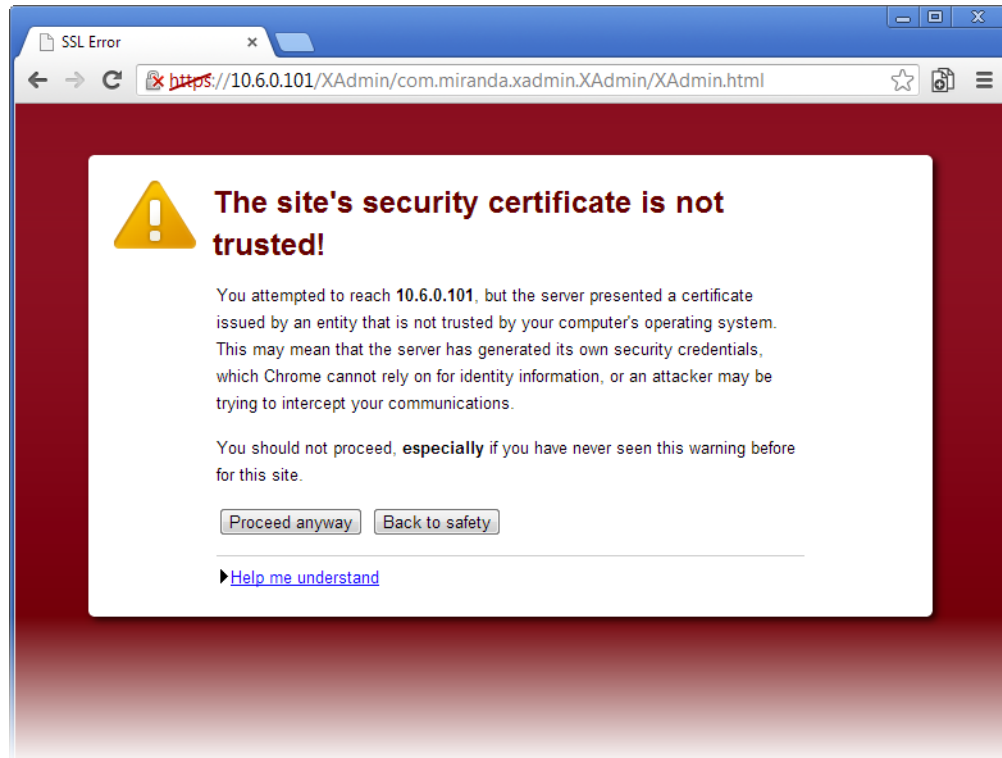 SSL Error
https://10.6.0.101/XAdmin/com.miranda.xadmin.XAdmin/XAdmin.html
The site's security certificate is not
trusted!
You attempted to reach 10.6.0.101, but the server presented a certificate
issued by an entity that is not trusted by your computer's operating system.
This may mean that the server has generated its own security credentials,
which Chrome cannot rely on for identity information, or an attacker may be
trying to intercept your communications.
You should not proceed, especially if you have never seen this warning before
for this site.
Proceed anyway Back to safety
Help me understand